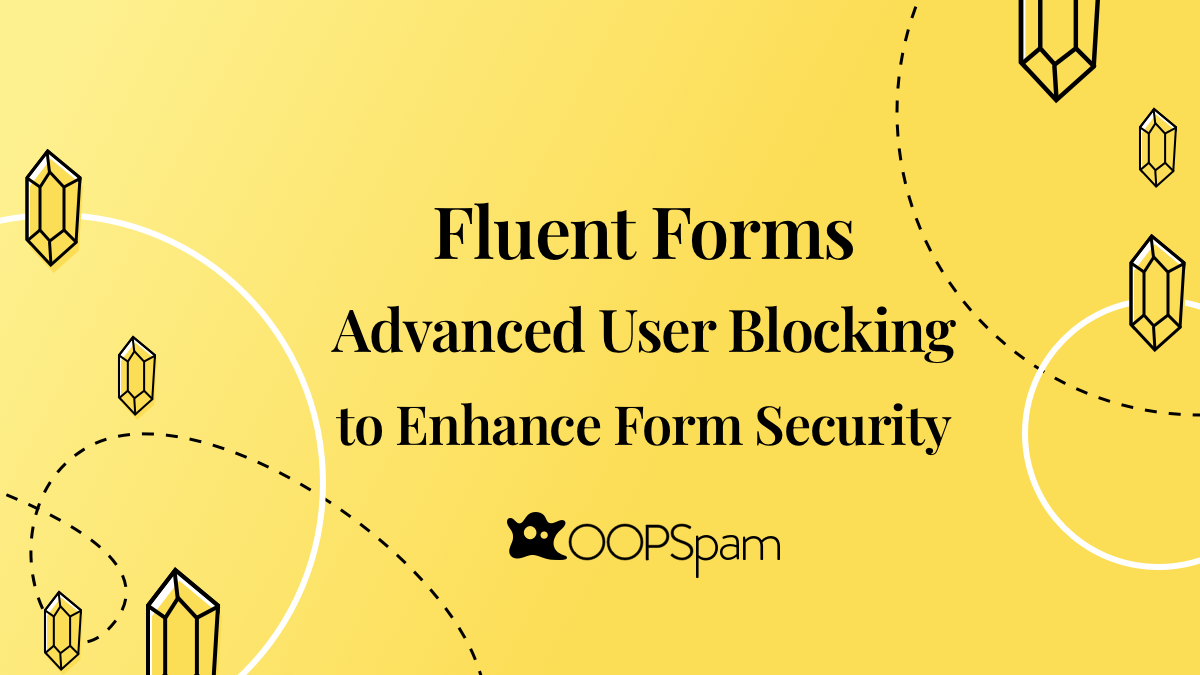 Fluent Forms
Advanced User Blocking
to Enhance Form Security
OOPSpam